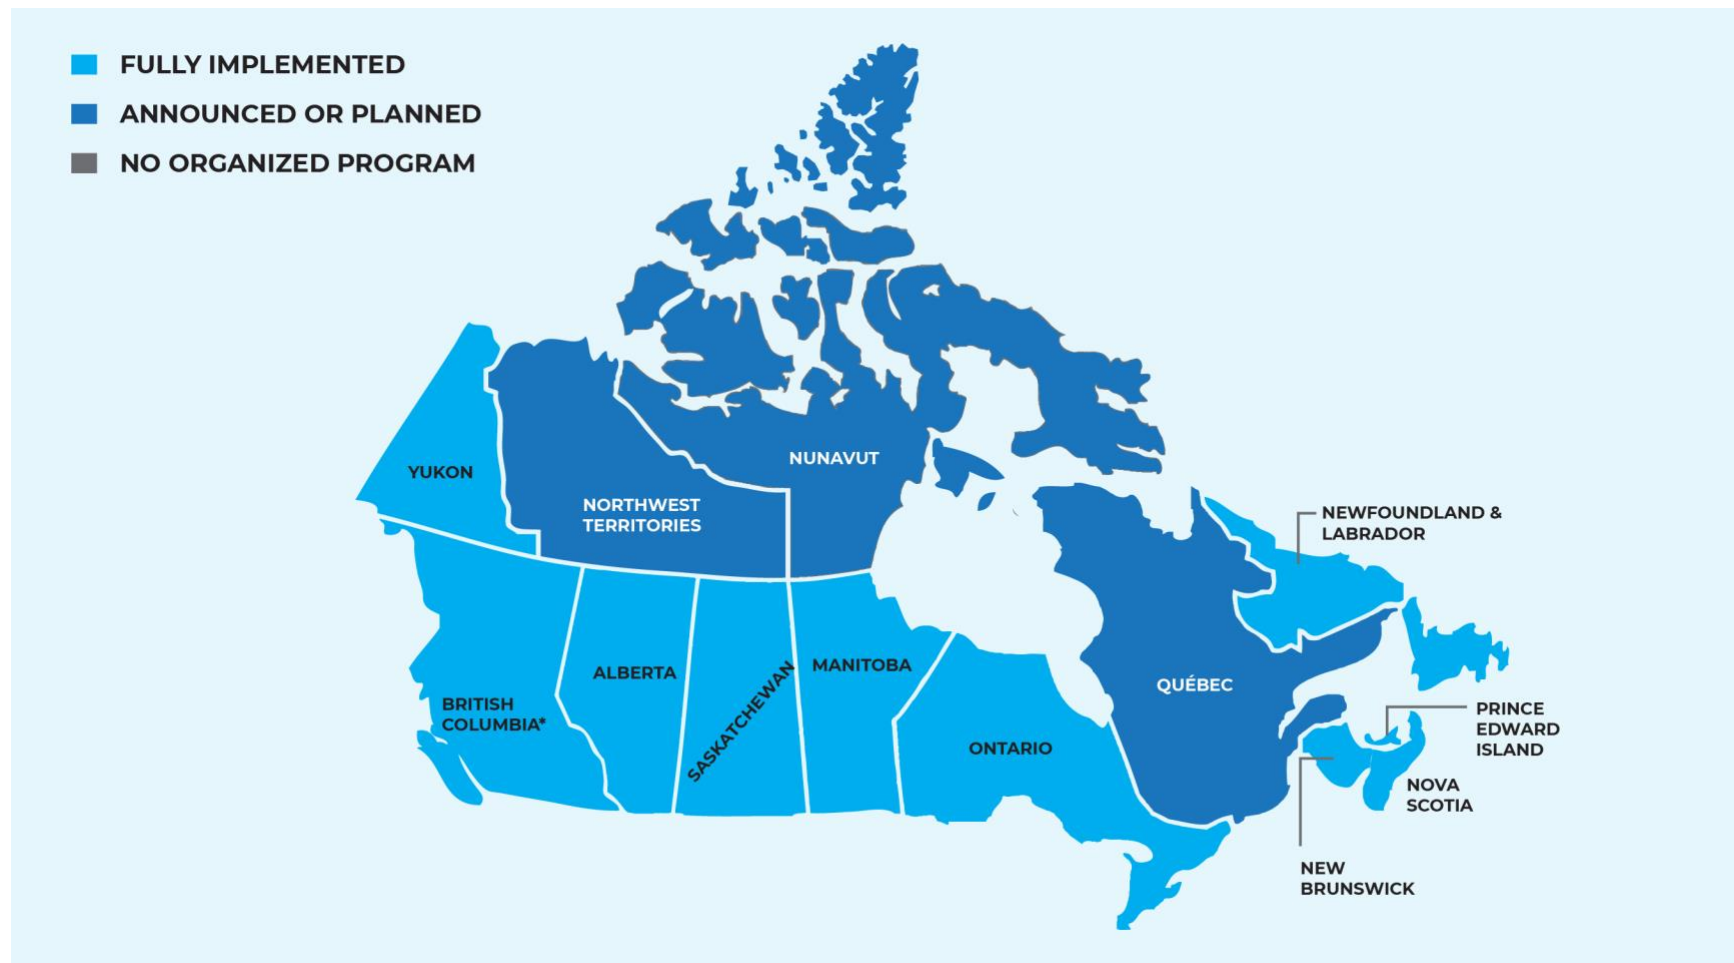 FULLY IMPLEMENTED
ANNOUNCED OR PLANNED
NO ORGANIZED PROGRAM
YUKON
NORTHWEST
TERRITORIES
NUNAVUT
NEWFOUNDLAND &
LABRADOR
BRITISH
COLUMBIA*
ALBERTA
SASKATCHEWAN
MANITOBA
ONTARIO
QUÉBEC
PRINCE
EDWARD
ISLAND
NOVA
SCOTIA
NEW
BRUNSWICK